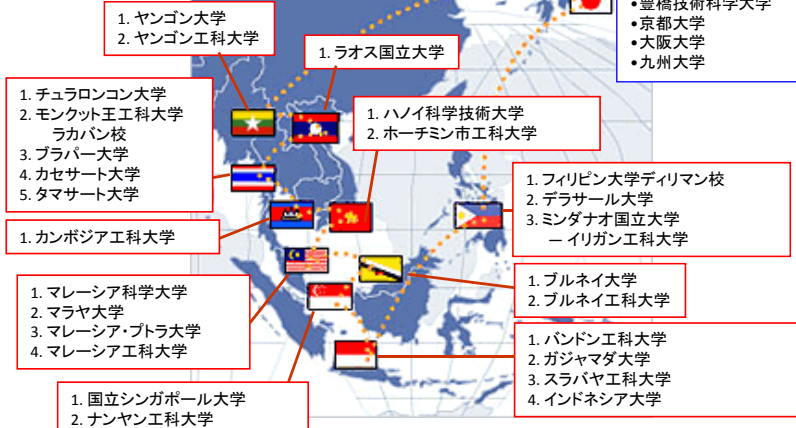 1. ヤンゴン大学
2. ヤンゴン工科大学
1. ラオス国立大学
•豊橋技術科学大学
•京都大学
•大阪大学
•九州大学
1. チュラロンコン大学
2. モンクット王工科大学
ラカバン校
3. ブラパー大学
4. カセサート大学
5. タマサート大学
1. ハノイ科学技術大学
2. ホーチミン市工科大学
1. フィリピン大学ディリマン校
2. デラサール大学
3. ミンダナオ国立大学
― イリガン工科大学
1. カンボジア工科大学
1. ブルネイ大学
2. ブルネイ工科大学
1. マレーシア科学大学
2. マラヤ大学
3. マレーシア・プトラ大学
4. マレーシア工科大学
1. バンドン工科大学
2. ガジャマダ大学
3. スラバヤ工科大学
4. インドネシア大学
1. 国立シンガポール大学
2. ナンヤン工科大学